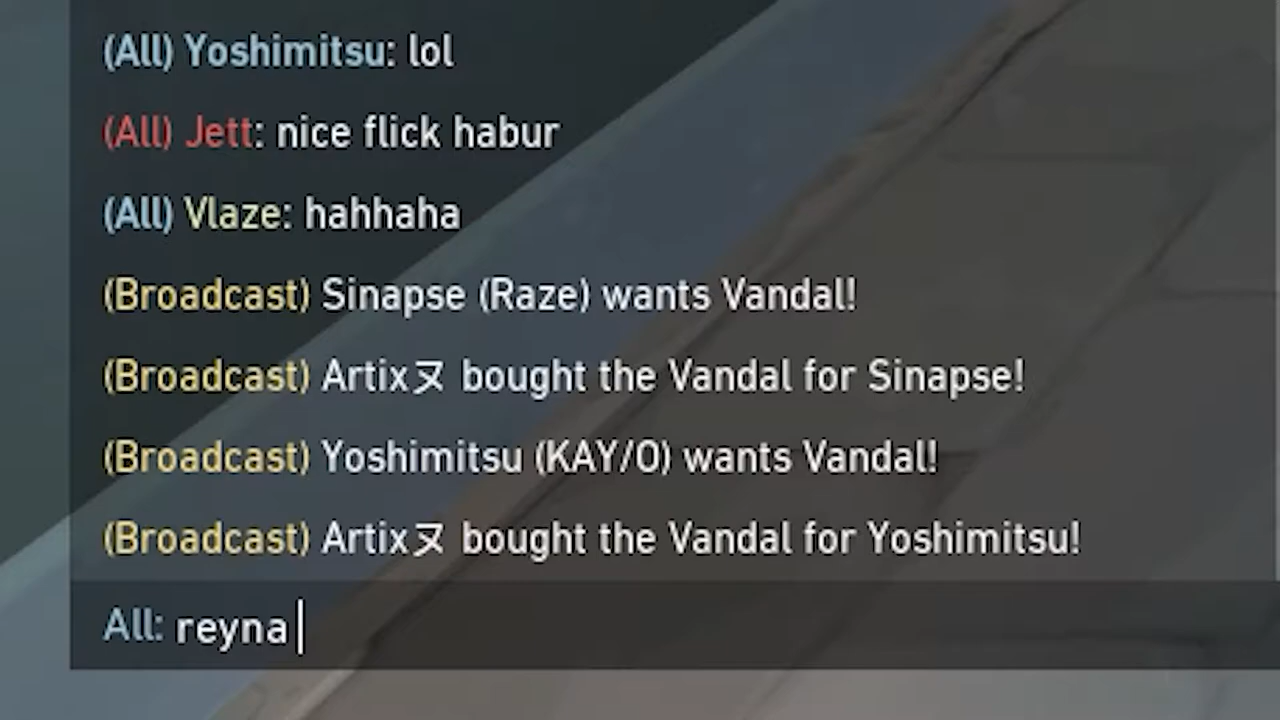 (All) Yoshimitsu: lol
(All) Jett: nice flick habur
(All) Vlaze: hahhaha
(Broadcast) Sinapse (Raze) wants Vandal!
(Broadcast) Artixヌ bought the Vandal for Sinapse!
(Broadcast) Yoshimitsu (KAY/O) wants Vandal!
(Broadcast) Artixヌ bought the Vandal for Yoshimitsu!
All: reyna